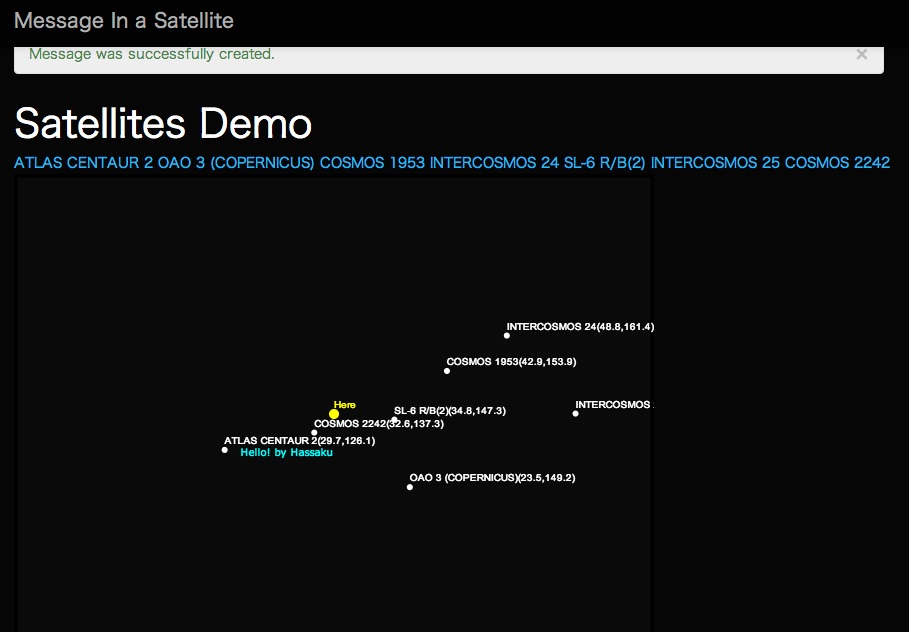 Message In a Satellite
Message was successfully created.
×
Satellites Demo
ATLAS CENTAUR 2 OAO 3 (COPERNICUS) COSMOS 1953 INTERCOSMOS 24 SL-6 R/B(2) INTERCOSMOS 25 COSMOS 2242
INTERCOSMOS 24(48.8,161.4)
COSMOS 1953(42.9,153.9)
Here
INTERCOSMOS
SL-6 R/B(2)(34.8,147.3)
COSMOS 2242(32.6,137.3)
ATLAS CENTAUR 2(29.7,126.1)
Hello! by Hassaku
OAO 3 (COPERNICUS)(23.5,149.2)